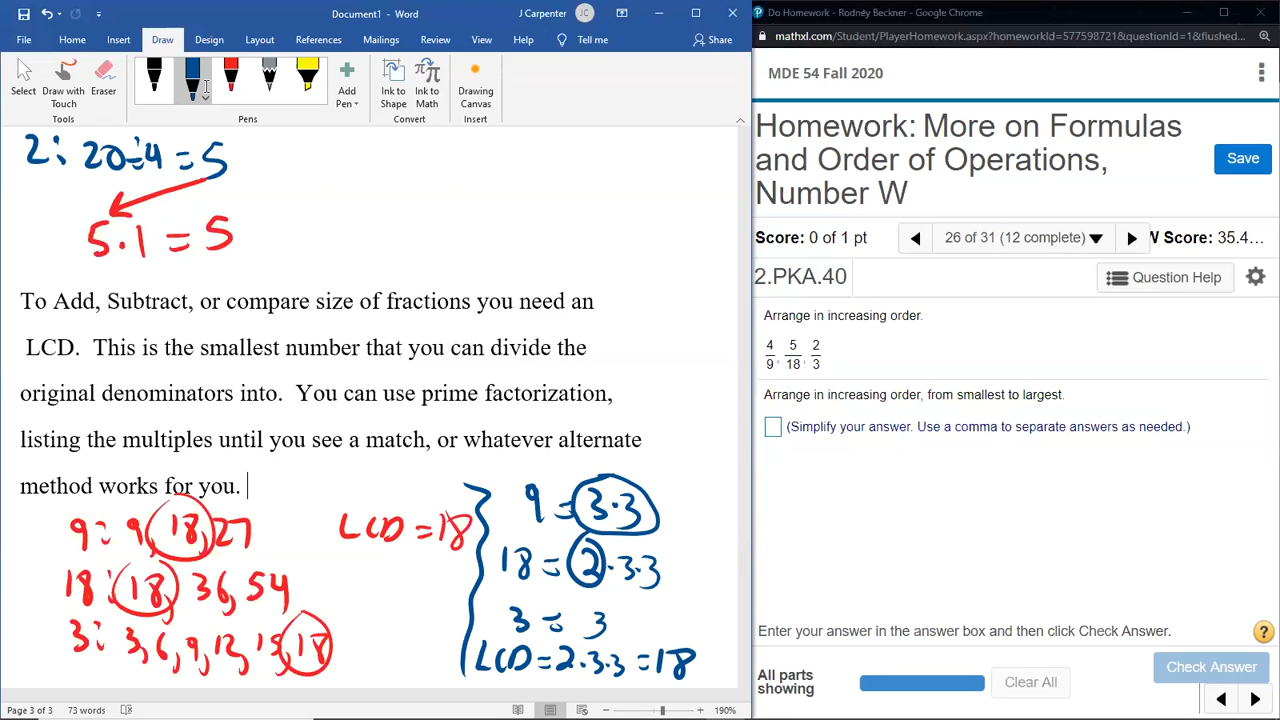 Document1 - Word
J Carpenter
JC
File Home Insert Draw Design Layout References Mailings Review View Help Tell me Share
Select
Draw with
Touch
Eraser
Add
Pen
Ink to
Shape
Ink to
Math
Drawing
Canvas
Tools
Pens
Convert
Insert
2: 20÷4=5
5·1=5
To Add, Subtract, or compare size of fractions you need an
LCD. This is the smallest number that you can divide the
original denominators into. You can use prime factorization,
listing the multiples until you see a match, or whatever alternate
method works for you.
9: 9, 18, 27
18: 18, 36, 54
3: 3, 6, 9, 12, 15, 18
LCD=18
9=3·3
18=2·3·3
3=3
LCD=2·3·3=18
Page 3 of 3 73 words
190%
Do Homework - Rodney Beckner - Google Chrome
mathxl.com/Student/PlayerHomework.aspx?homeworkId=577598721&questionId=1&flushed...
MDE 54 Fall 2020
Homework: More on Formulas
and Order of Operations,
Number W
Save
Score: 0 of 1 pt
26 of 31 (12 complete)
W Score: 35.4...
2.PKA.40
Question Help
Arrange in increasing order.
4/9, 5/18, 2/3
Arrange in increasing order, from smallest to largest.
(Simplify your answer. Use a comma to separate answers as needed.)
Enter your answer in the answer box and then click Check Answer.
?
All parts
showing
Clear All
Check Answer